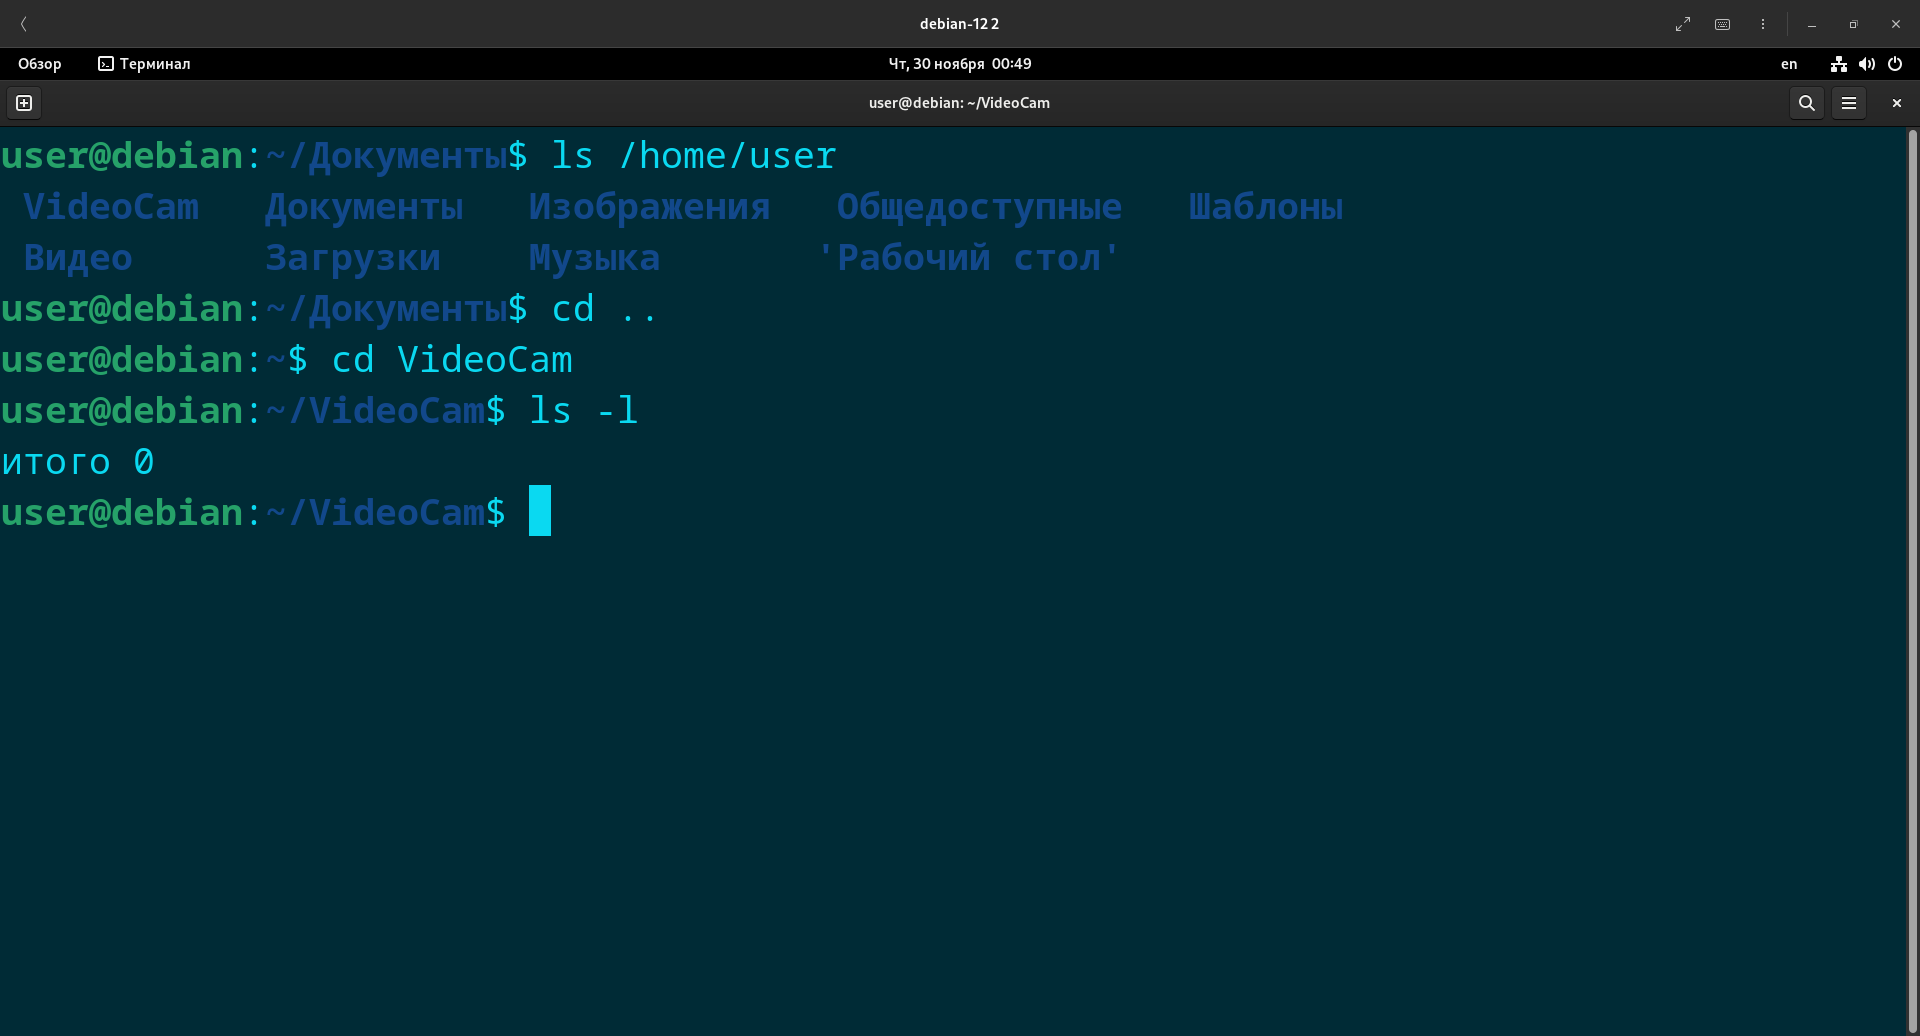 debian-12 2
Обзор Терминал Чт, 30 ноября 00:49 en
user@debian: ~/VideoCam
user@debian:~/Документы$ ls /home/user
VideoCam Документы Изображения Общедоступные Шаблоны
Видео Загрузки Музыка 'Рабочий стол'
user@debian:~/Документы$ cd ..
user@debian:~$ cd VideoCam
user@debian:~/VideoCam$ ls -l
итого 0
user@debian:~/VideoCam$